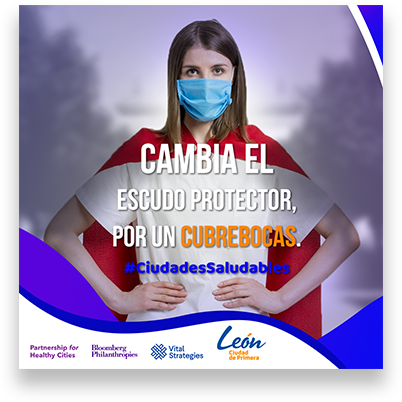 CAMBIA EL
ESCUDO PROTECTOR,
POR UN CUBREBOCAS.
#CiudadesSaludables
Partnership for
Healthy Cities
Bloomberg
Philanthropies
Vital
Strategies
León
Ciudad
de Primera